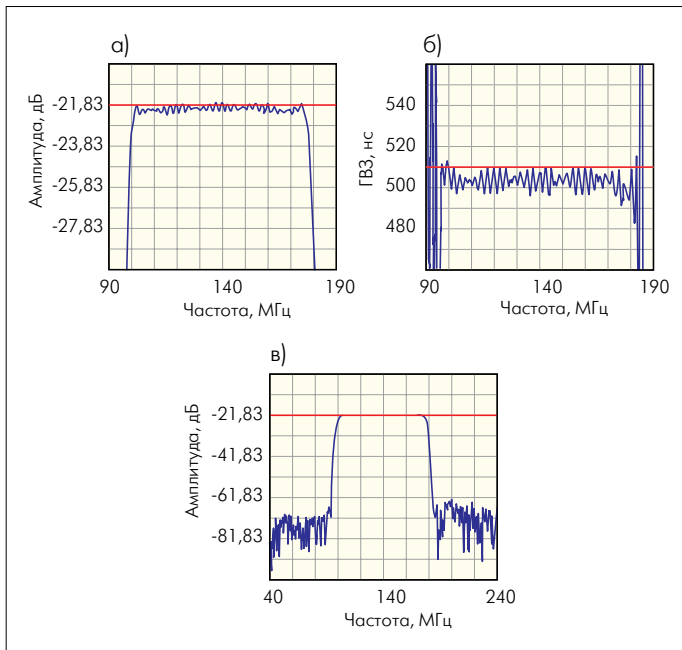 а)
Амплитуда, дБ
-21,83
-23,83
-25,83
-27,83
90
140
190
Частота, МГц
б)
ГВЗ, нс
540
520
500
480
90
140
190
Частота, МГц
в)
Амплитуда, дБ
-21,83
-41,83
-61,83
-81,83
40
140
240
Частота, МГц